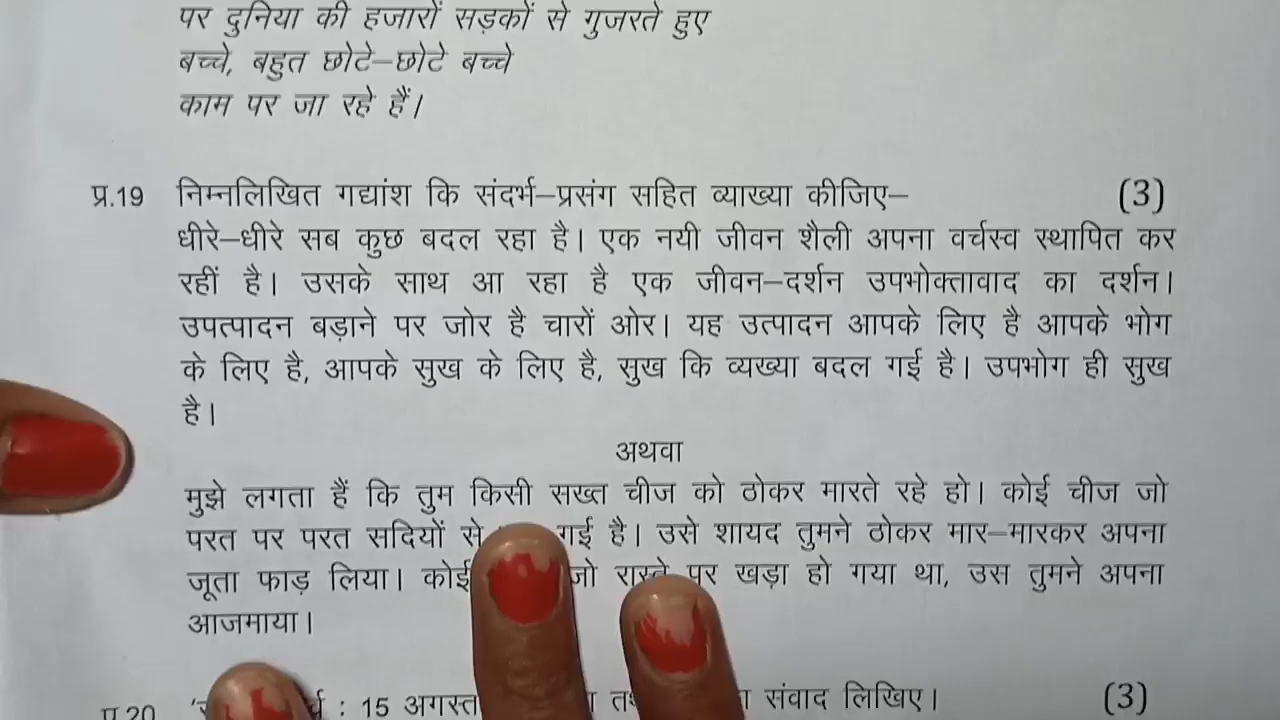 पर दुनिया की हजारों सड़कों से गुजरते हुए
बच्चे, बहुत छोटे–छोटे बच्चे
काम पर जा रहे हैं।
प्र.19 निम्नलिखित गद्यांश कि संदर्भ–प्रसंग सहित व्याख्या कीजिए– (3)
धीरे–धीरे सब कुछ बदल रहा है। एक नयी जीवन शैली अपना वर्चस्व स्थापित कर
रहीं है। उसके साथ आ रहा है एक जीवन–दर्शन उपभोक्तावाद का दर्शन।
उपत्पादन बड़ाने पर जोर है चारों ओर। यह उत्पादन आपके लिए है आपके भोग
के लिए है, आपके सुख के लिए है, सुख कि व्यख्या बदल गई है। उपभोग ही सुख
है।
अथवा
मुझे लगता हैं कि तुम किसी सख्त चीज को ठोकर मारते रहे हो। कोई चीज जो
परत पर परत सदियों से गई है। उसे शायद तुमने ठोकर मार–मारकर अपना
जूता फाड़ लिया। कोई जो रास्ते पर खड़ा हो गया था, उस तुमने अपना
आजमाया।
प्र.20 : 15 अगस्त संवाद लिखिए। (3)